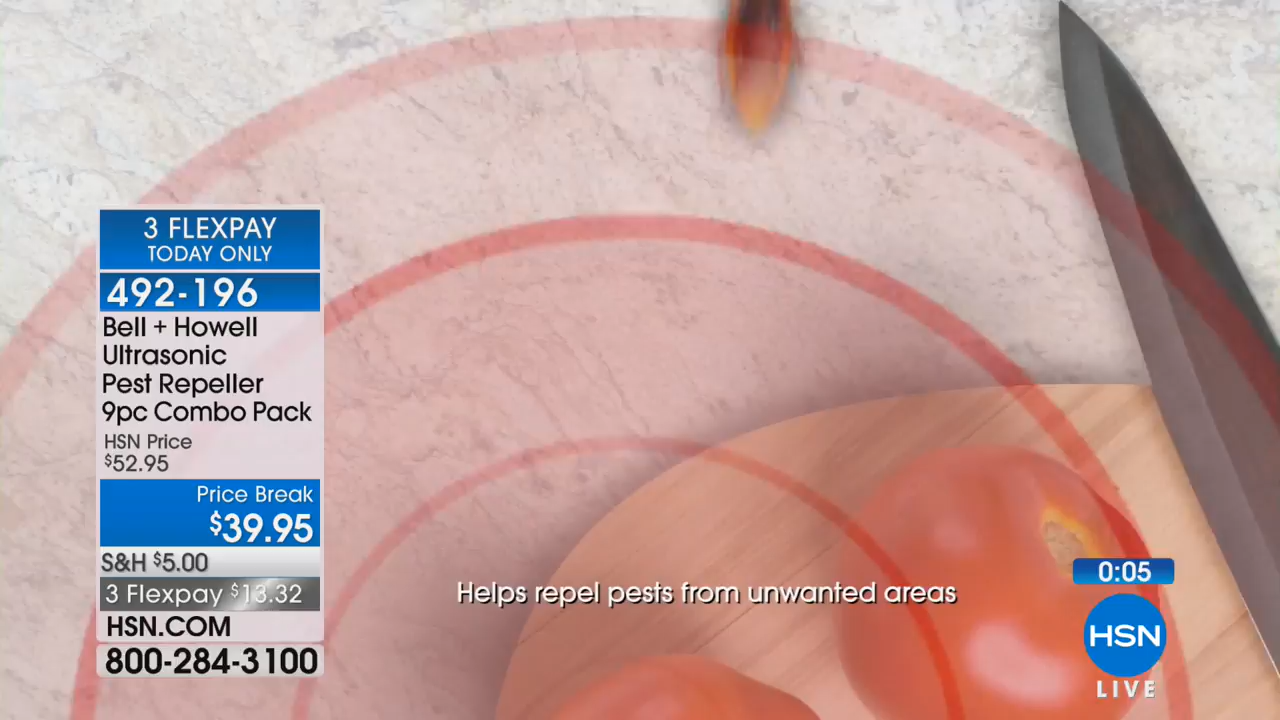 3 FLEXPAY
TODAY ONLY
492-196
Bell + Howell
Ultrasonic
Pest Repeller
9pc Combo Pack
HSN Price
$52.95
Price Break
$39.95
S&H $5.00
3 Flexpay $13.32
HSN.COM
800-284-3100
Helps repel pests from unwanted areas
0:05
HSN
LIVE